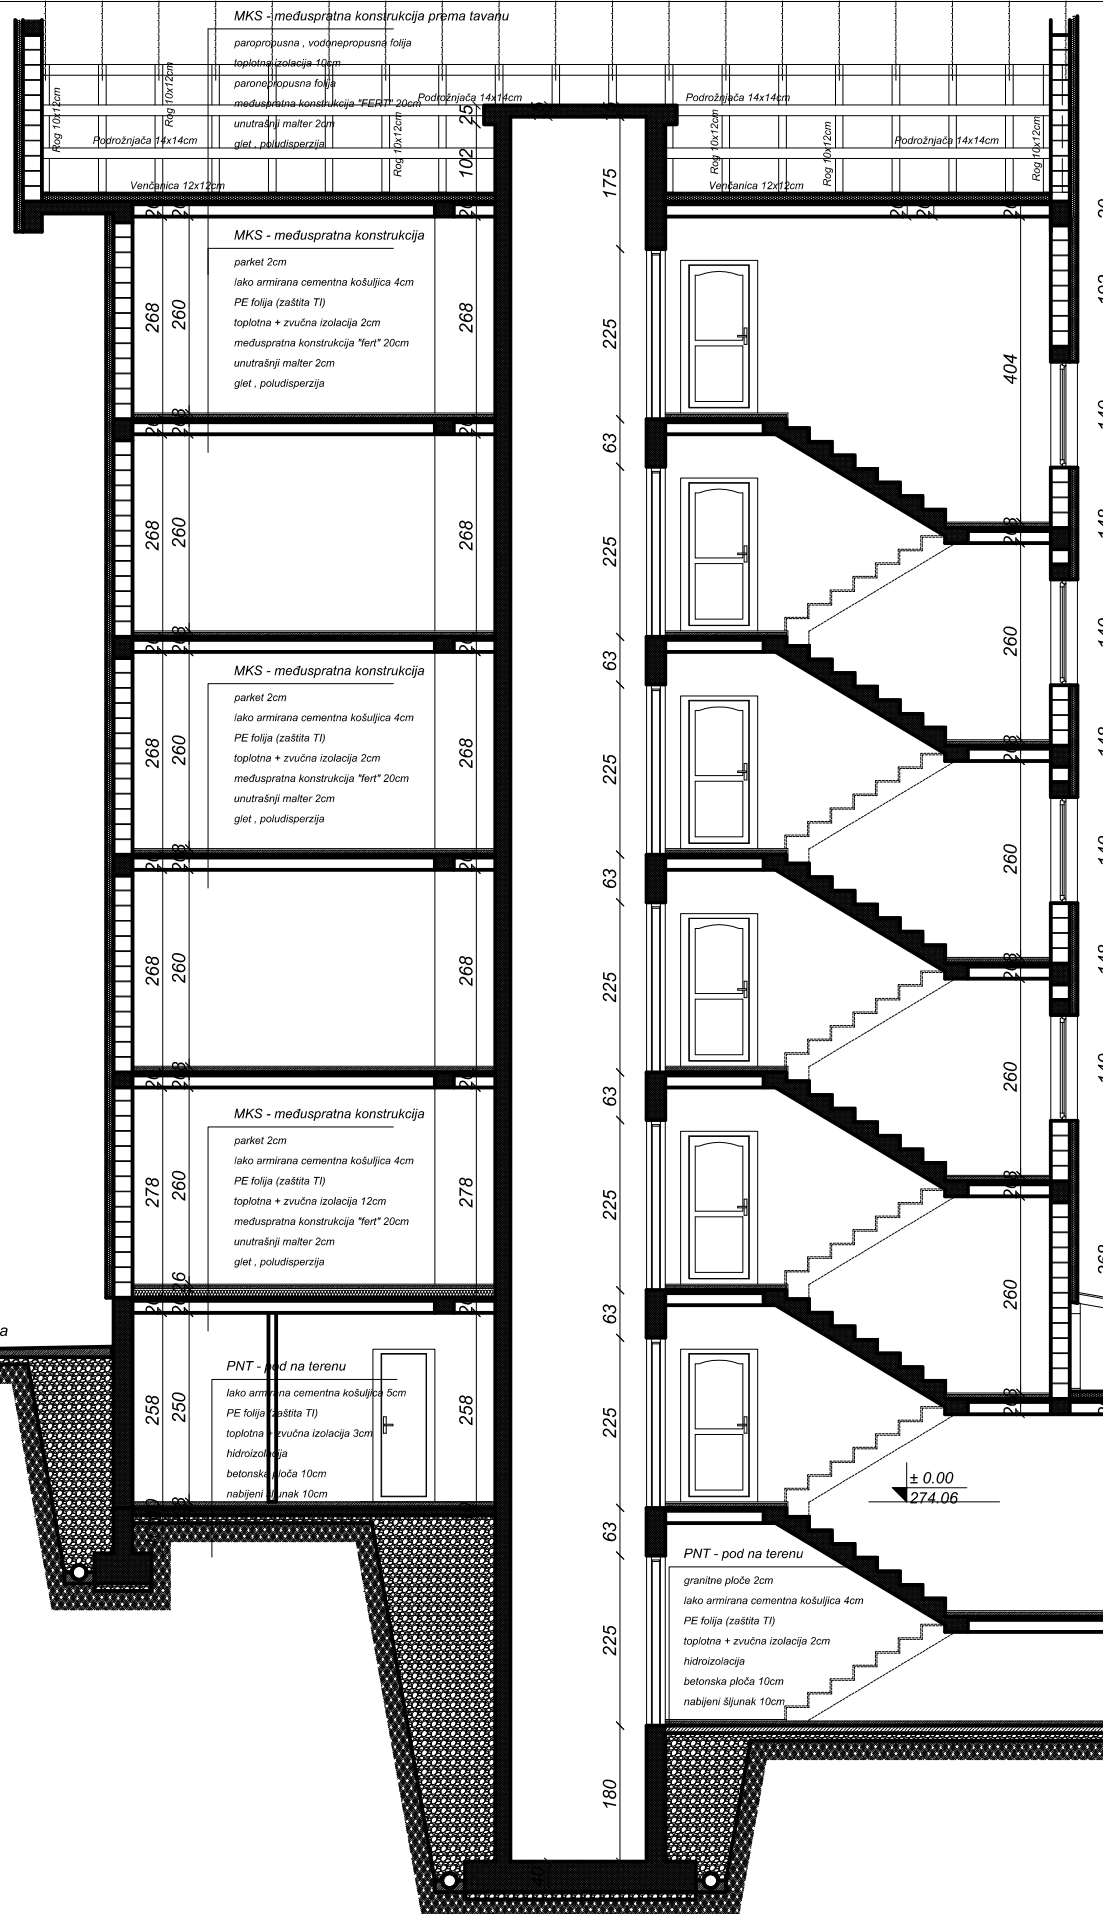 MKS - međuspratna konstrukcija prema tavanu
paropropusna , vodonepropusna folija
toplotna izolacija 10cm
paronepropusna folija
međuspratna konstrukcija "FERT" 20cm
unutrašnji malter 2cm
glet , poludisperzija
Rog 10x12cm
Rog 10x12cm
Rog 10x12cm
Rog 10x12cm
Rog 10x12cm
Rog 10x12cm
Podrožnjača 14x14cm
Podrožnjača 14x14cm
Podrožnjača 14x14cm
Podrožnjača 14x14cm
Venčanica 12x12cm
Venčanica 12x12cm
25
102
175
MKS - međuspratna konstrukcija
parket 2cm
lako armirana cementna košuljica 4cm
PE folija (zaštita TI)
toplotna + zvučna izolacija 2cm
međuspratna konstrukcija "fert" 20cm
unutrašnji malter 2cm
glet , poludisperzija
268
260
268
225
404
63
268
260
268
225
260
63
MKS - međuspratna konstrukcija
parket 2cm
lako armirana cementna košuljica 4cm
PE folija (zaštita TI)
toplotna + zvučna izolacija 2cm
međuspratna konstrukcija "fert" 20cm
unutrašnji malter 2cm
glet , poludisperzija
268
260
268
225
260
63
268
260
268
225
260
63
MKS - međuspratna konstrukcija
parket 2cm
lako armirana cementna košuljica 4cm
PE folija (zaštita TI)
toplotna + zvučna izolacija 12cm
međuspratna konstrukcija "fert" 20cm
unutrašnji malter 2cm
glet , poludisperzija
278
260
278
225
260
26
63
a
PNT - pod na terenu
lako armirana cementna košuljica 5cm
PE folija (zaštita TI)
toplotna + zvučna izolacija 3cm
hidroizolacija
betonska ploča 10cm
nabijeni šljunak 10cm
258
250
258
225
± 0.00
274.06
63
PNT - pod na terenu
granitne ploče 2cm
lako armirana cementna košuljica 4cm
PE folija (zaštita TI)
toplotna + zvučna izolacija 2cm
hidroizolacija
betonska ploča 10cm
nabijeni šljunak 10cm
225
180
40